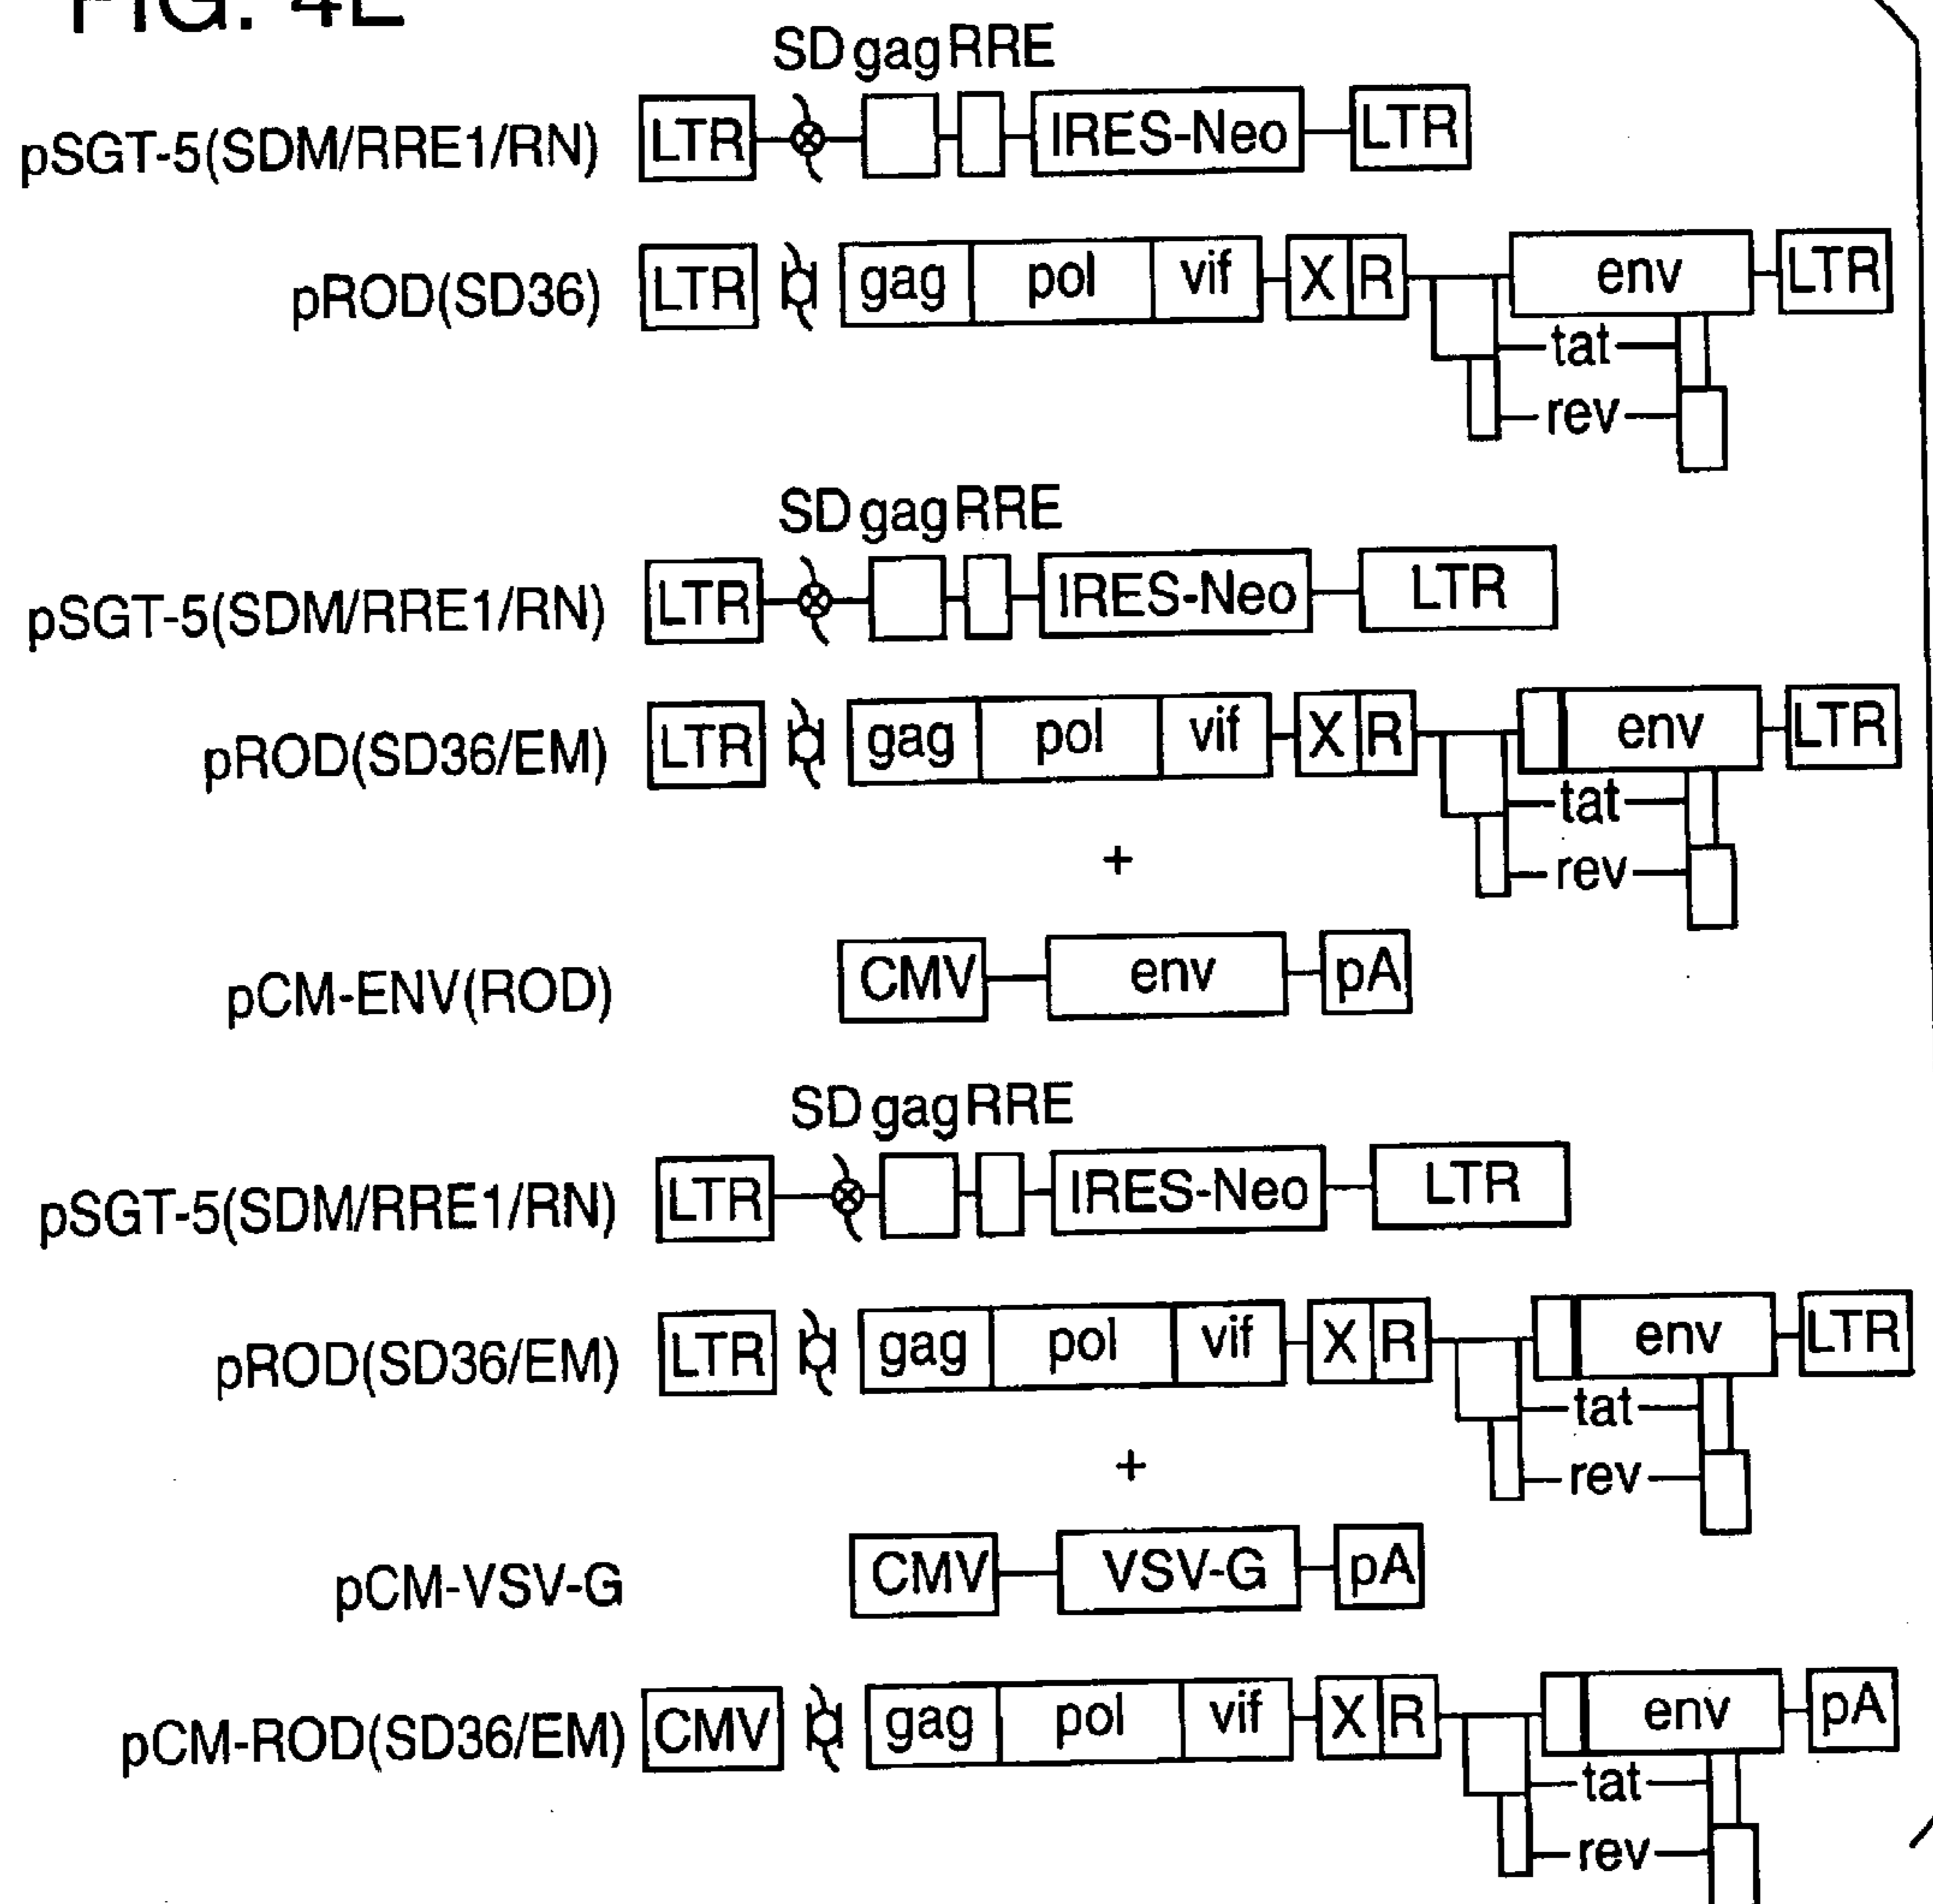 FIG. 4E
SD gag RRE
pSGT-5(SDM/RRE1/RN) LTR IRES-Neo LTR
pROD(SD36) LTR gag pol vif X R env LTR
tat
rev
SD gag RRE
pSGT-5(SDM/RRE1/RN) LTR IRES-Neo LTR
pROD(SD36/EM) LTR gag pol vif X R env LTR
tat
+
rev
pCM-ENV(ROD) CMV env pA
SD gag RRE
pSGT-5(SDM/RRE1/RN) LTR IRES-Neo LTR
pROD(SD36/EM) LTR gag pol vif X R env LTR
tat
+
rev
pCM-VSV-G CMV VSV-G pA
pCM-ROD(SD36/EM) CMV gag pol vif X R env pA
tat
rev